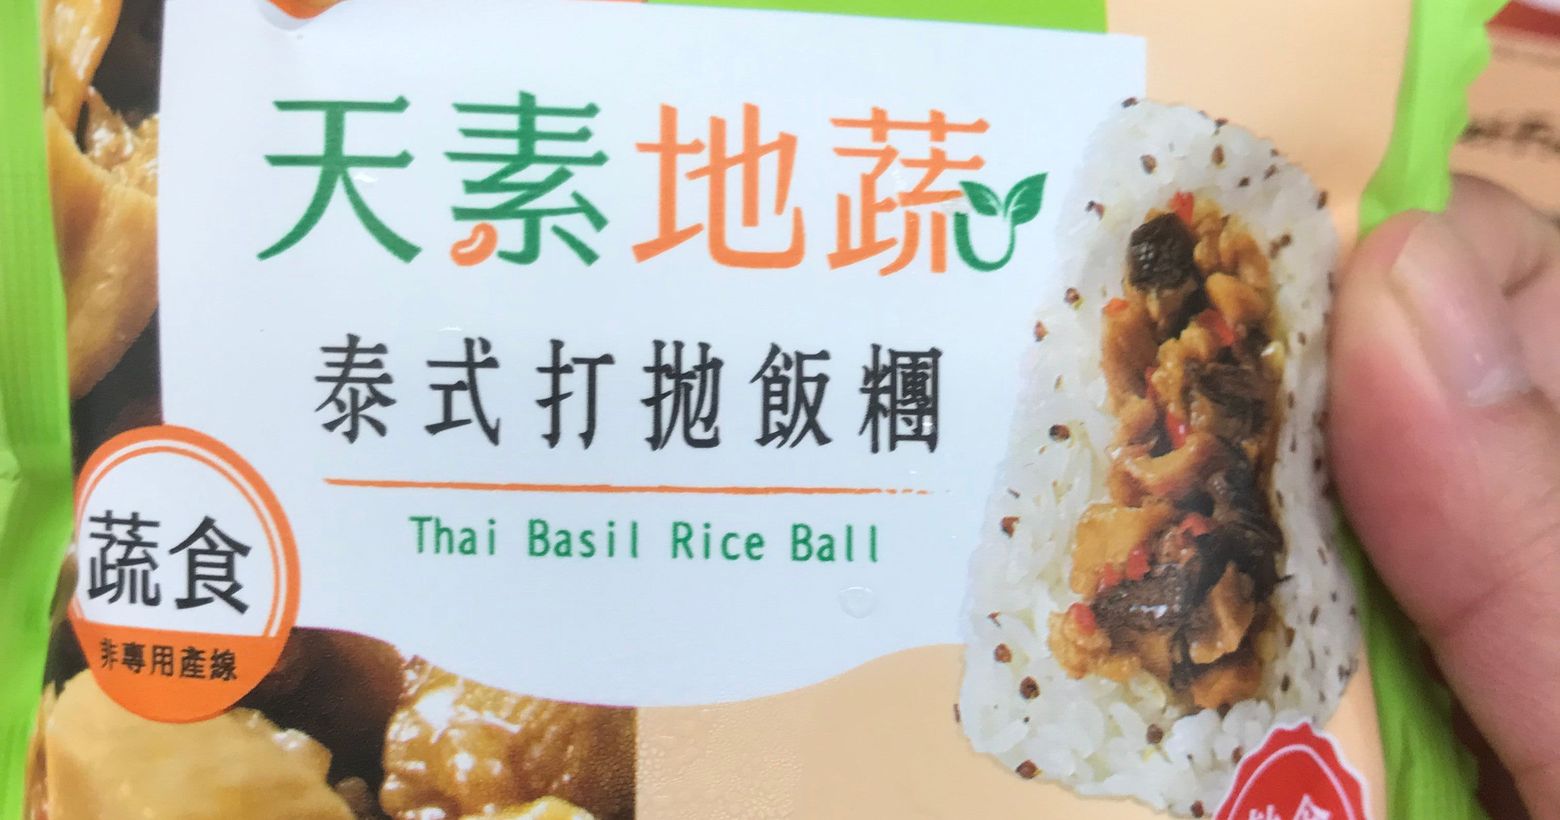 天素地蔬
泰式打拋飯糰
Thai Basil Rice Ball
蔬食
非專用產線